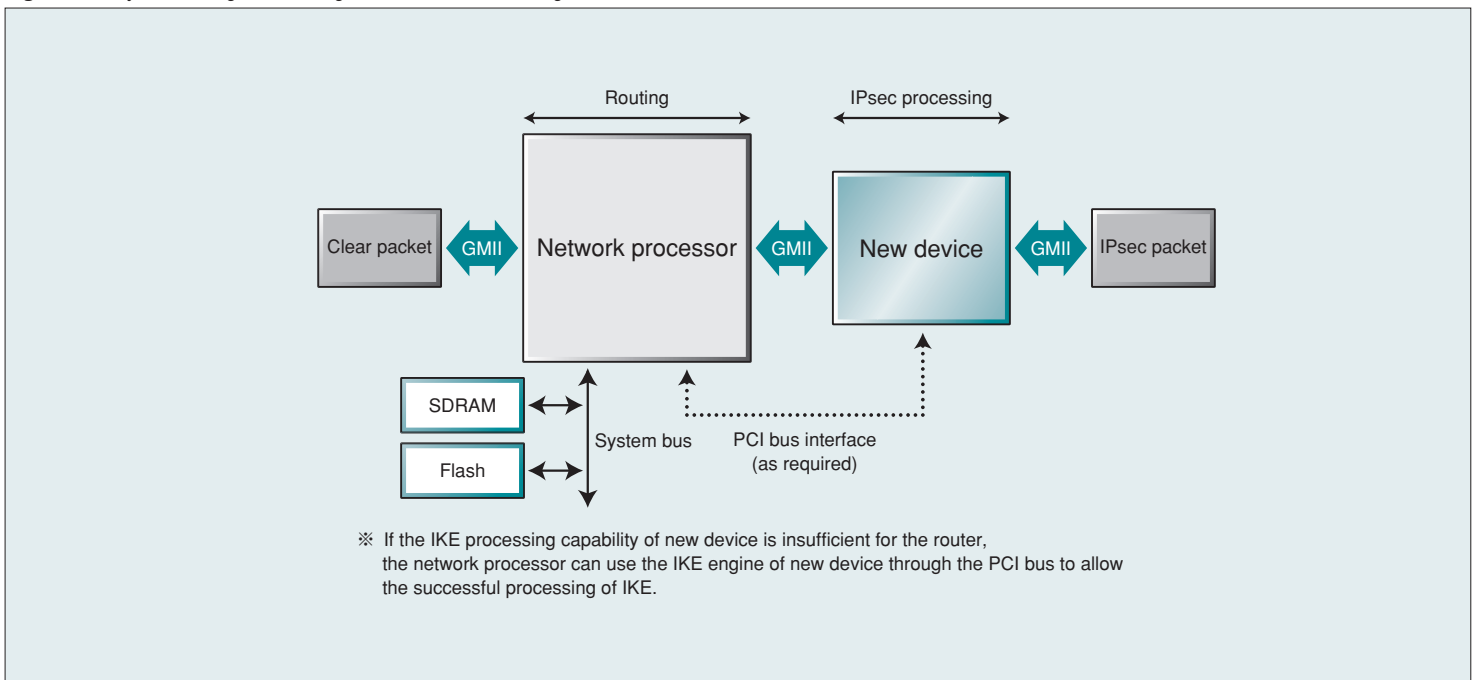 Routing
IPsec processing
Clear packet
GMII
Network processor
GMII
New device
GMII
IPsec packet
SDRAM
Flash
System bus
PCI bus interface
(as required)
※ If the IKE processing capability of new device is insufficient for the router,
the network processor can use the IKE engine of new device through the PCI bus to allow
the successful processing of IKE.